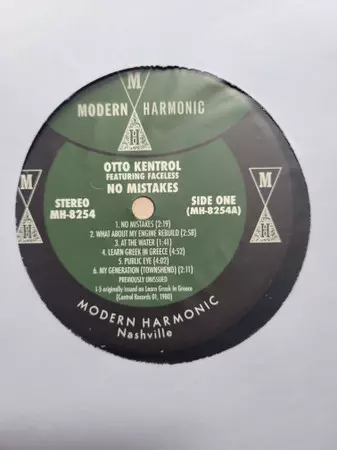 M
MODERN HARMONIC
H
OTTO KENTROL
FEATURING FACELESS
NO MISTAKES
M
H
STEREO
MH-8254
SIDE ONE
(MH-8254A)
M
H
1. NO MISTAKES (2:19)
2. WHAT ABOUT MY ENGINE REBUILD (2:58)
3. AT THE WATER (1:41)
4. LEARN GREEK IN GREECE (4:52)
5. PUBLIC EYE (4:02)
6. MY GENERATION (TOWNSHEND) (2:11)
PREVIOUSLY UNISSUED
1-5 originally issued on Learn Greek In Greece
(Control Records 01, 1980)
MODERN HARMONIC
Nashville